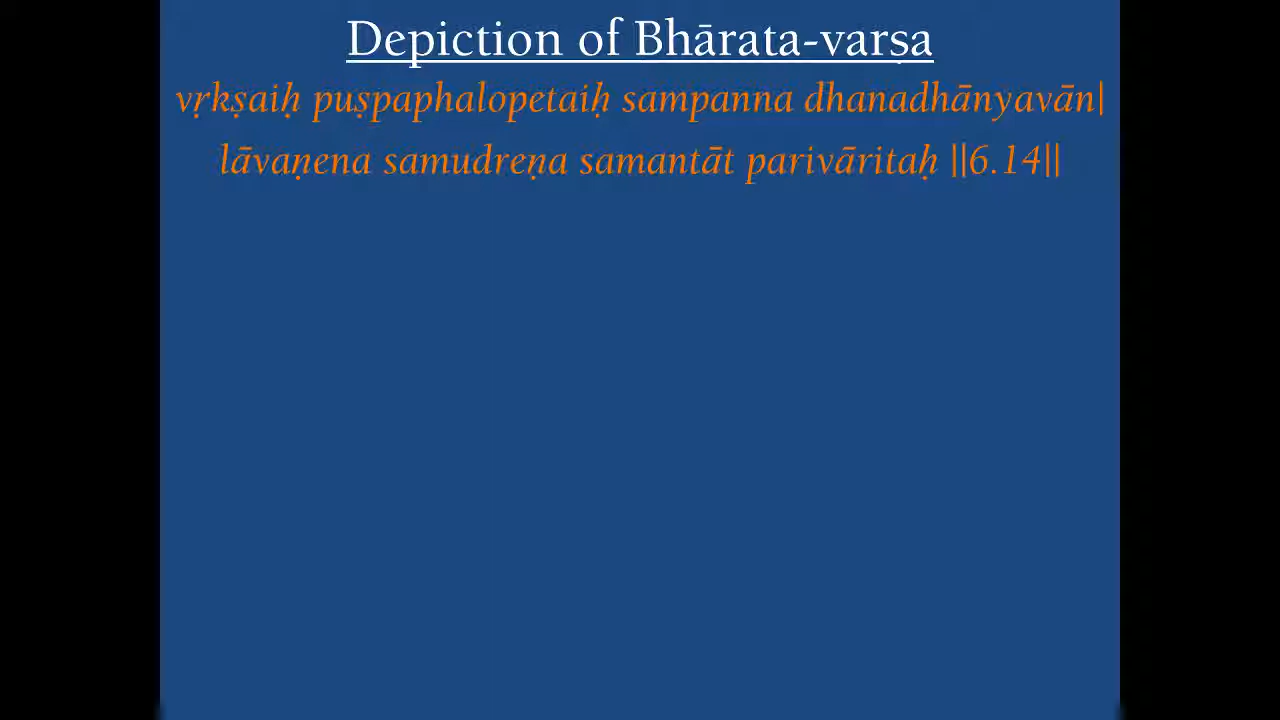 Depiction of Bhārata-varṣa
vṛkṣaiḥ puṣpaphalopetaiḥ sampanna dhanadhānyavān|
lāvaṇena samudreṇa samantāt parivāritaḥ ||6.14||